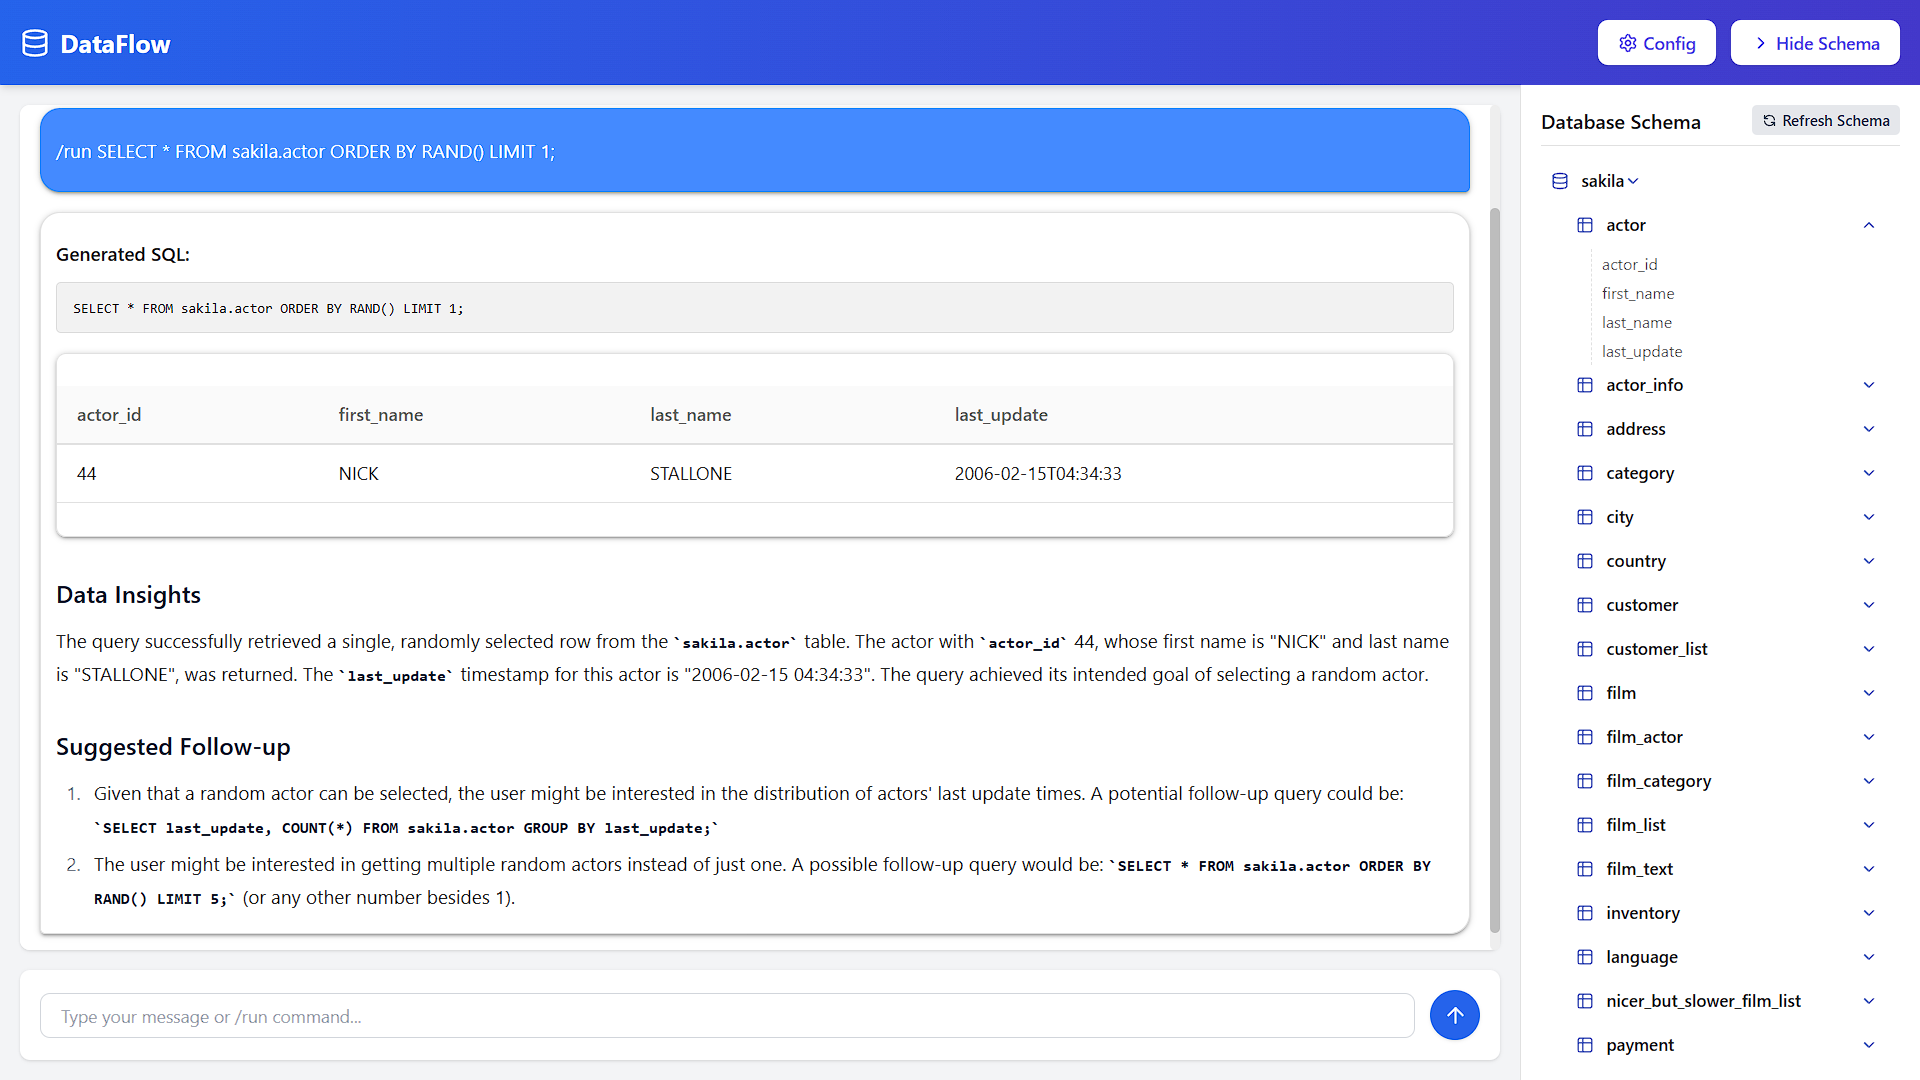 DataFlow
Config
Hide Schema
/run SELECT * FROM sakila.actor ORDER BY RAND() LIMIT 1;
Generated SQL:
SELECT * FROM sakila.actor ORDER BY RAND() LIMIT 1;
actor_id first_name last_name last_update
44 NICK STALLONE 2006-02-15T04:34:33
Data Insights
The query successfully retrieved a single, randomly selected row from the `sakila.actor` table. The actor with `actor_id` 44, whose first name is "NICK" and last name
is "STALLONE", was returned. The `last_update` timestamp for this actor is "2006-02-15 04:34:33". The query achieved its intended goal of selecting a random actor.
Suggested Follow-up
1. Given that a random actor can be selected, the user might be interested in the distribution of actors' last update times. A potential follow-up query could be:
`SELECT last_update, COUNT(*) FROM sakila.actor GROUP BY last_update;`
2. The user might be interested in getting multiple random actors instead of just one. A possible follow-up query would be: `SELECT * FROM sakila.actor ORDER BY
RAND() LIMIT 5;` (or any other number besides 1).
Type your message or /run command...
Database Schema
Refresh Schema
sakila
actor
actor_id
first_name
last_name
last_update
actor_info
address
category
city
country
customer
customer_list
film
film_actor
film_category
film_list
film_text
inventory
language
nicer_but_slower_film_list
payment